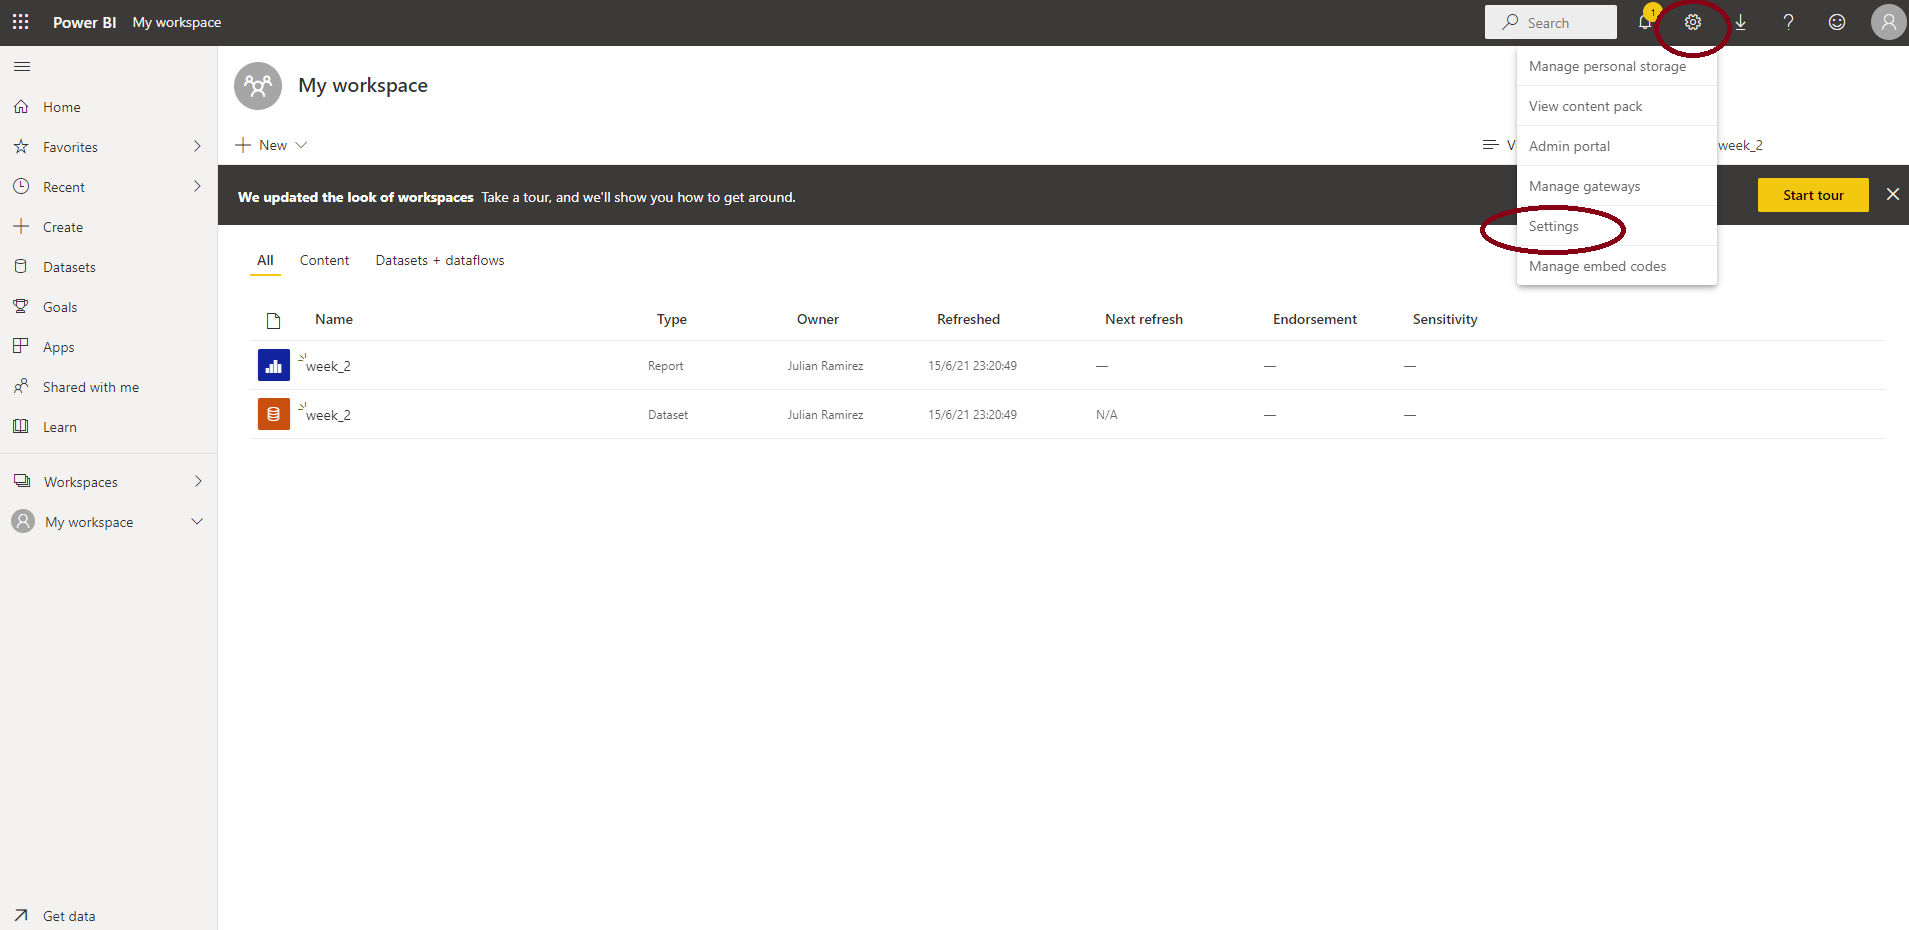 Power BI My workspace Search 1
Manage personal storage
View content pack
Admin portal
Manage gateways
Settings
Manage embed codes
Home
Favorites
Recent
Create
Datasets
Goals
Apps
Shared with me
Learn
Workspaces
My workspace
Get data
My workspace
New V week_2
We updated the look of workspaces Take a tour, and we'll show you how to get around. Start tour
All Content Datasets + dataflows
Name Type Owner Refreshed Next refresh Endorsement Sensitivity
week_2 Report Julian Ramirez 15/6/21 23:20:49 — — —
week_2 Dataset Julian Ramirez 15/6/21 23:20:49 N/A — —